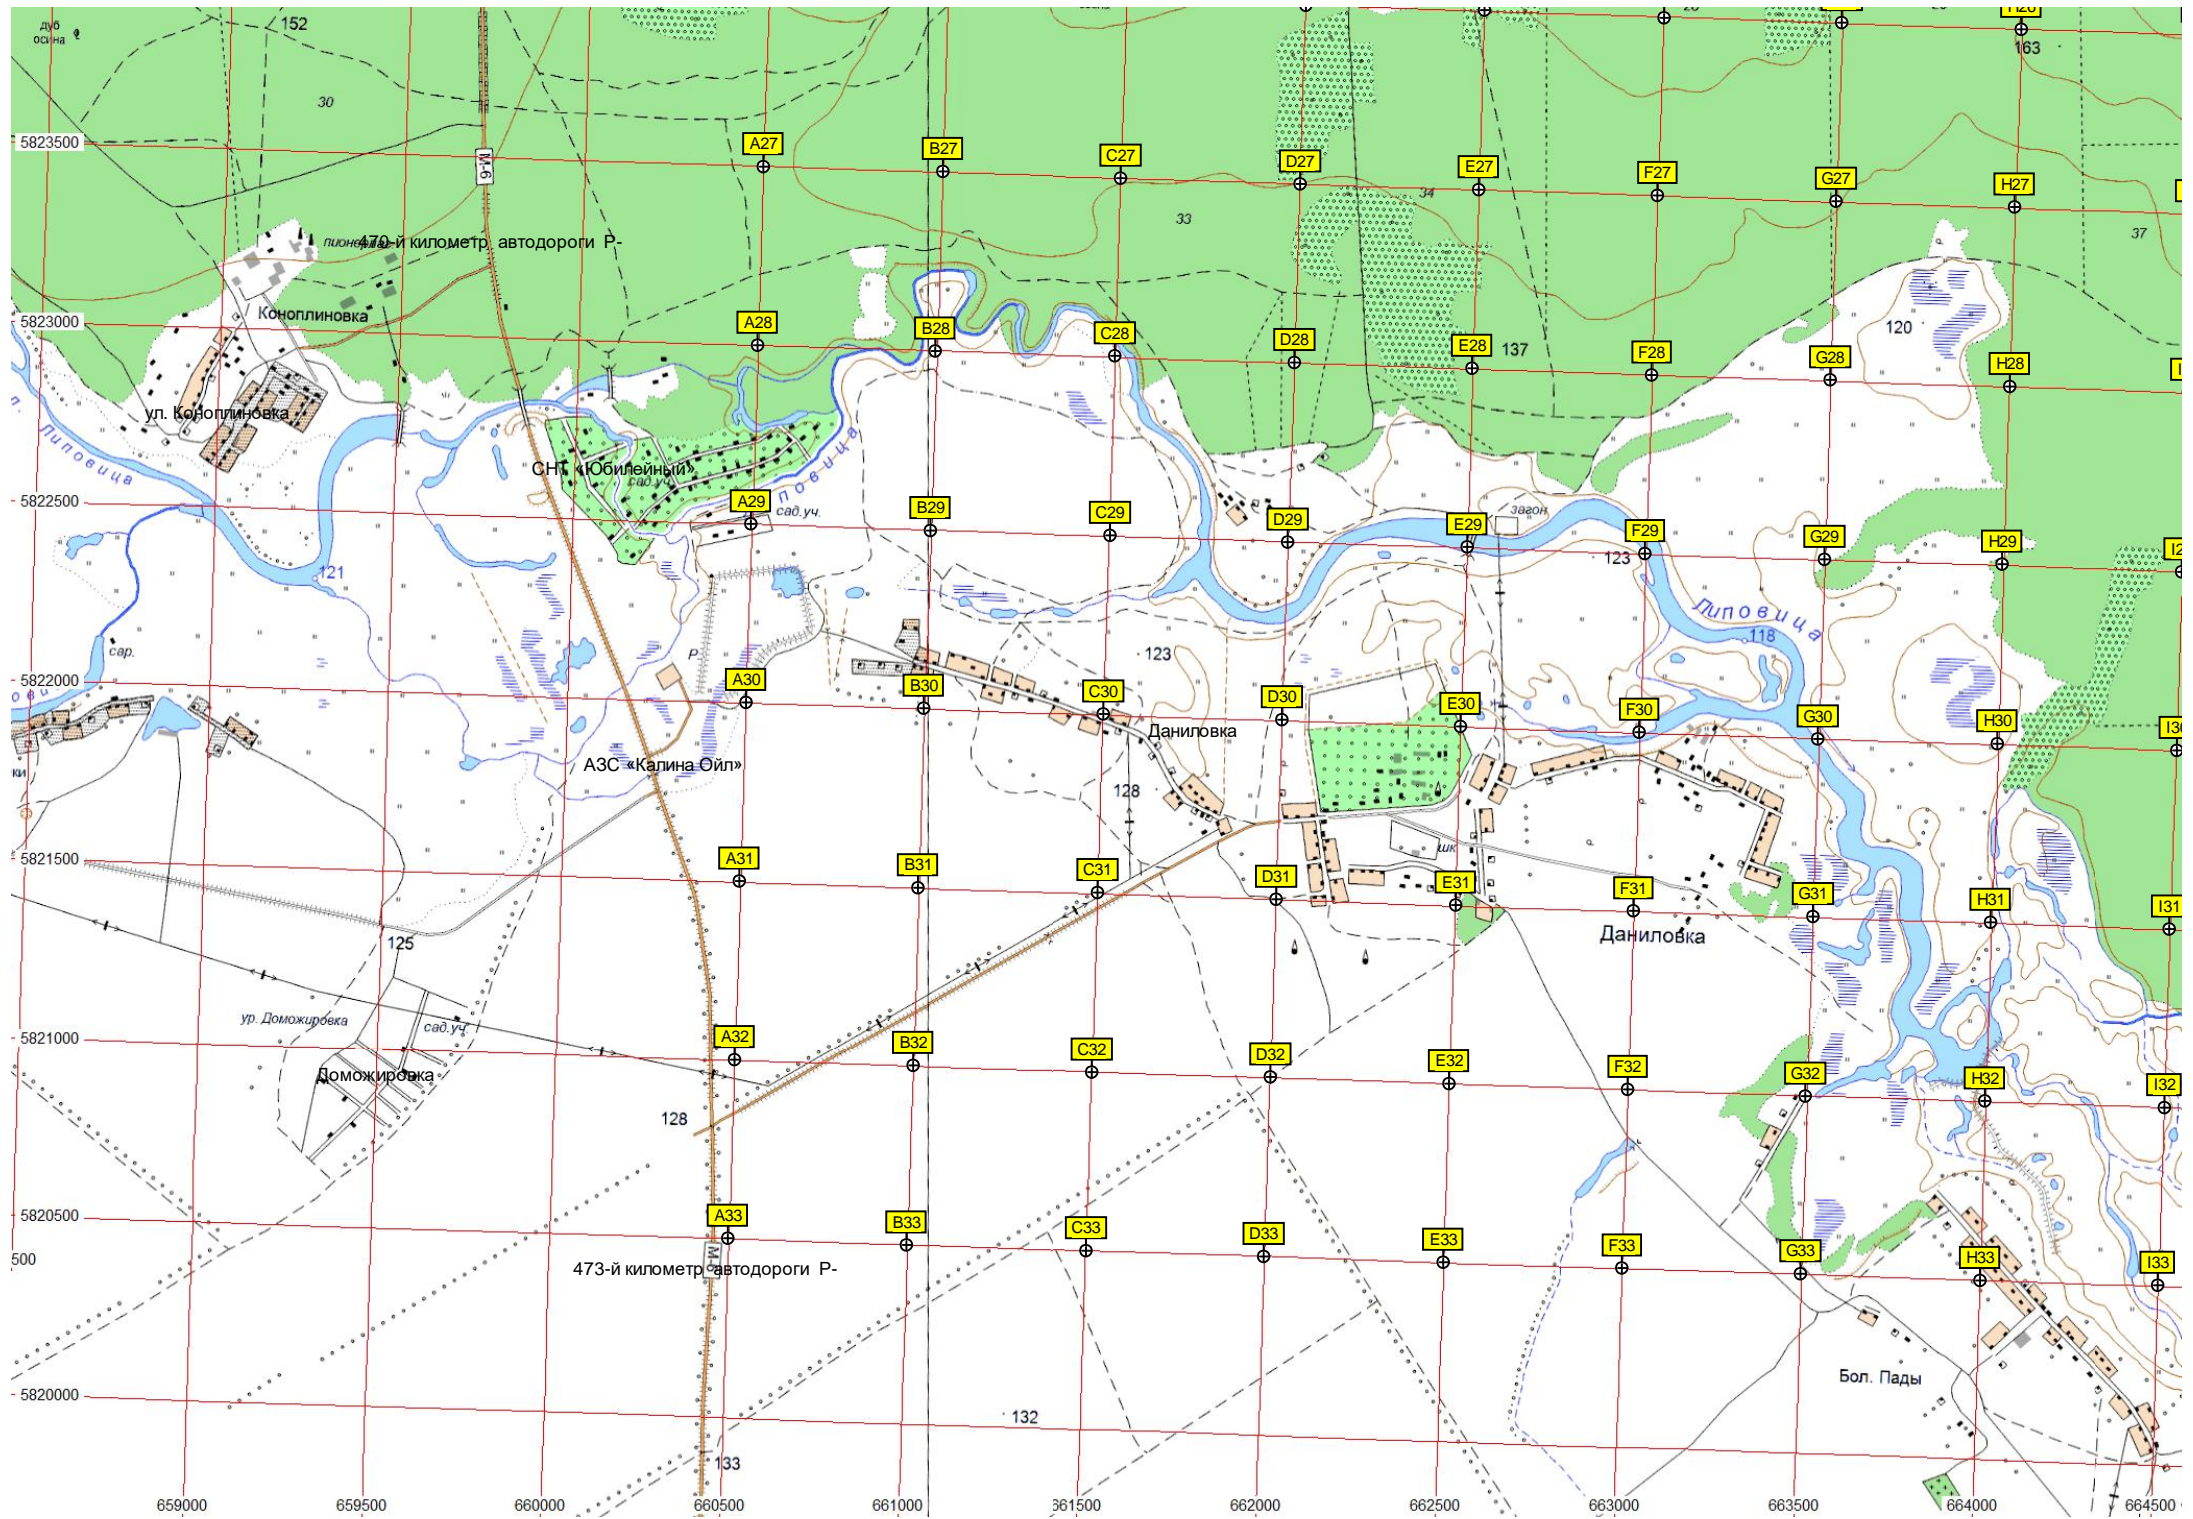 дуб
осина
152
163
30
5823500
М-6
A27
B27
C27
D27
E27
F27
G27
H27
33
34
37
470-й километр автодороги Р-
5823000
Коноплиновка
A28
B28
C28
D28
E28
F28
G28
H28
137
120
ул. Коноплиновка
Липовица
СНТ «Юбилейный»
сад.уч.
5822500
A29
сад.уч.
B29
C29
D29
E29
загон
F29
G29
H29
123
121
Липовица
118
сар.
Р
123
5822000
A30
B30
C30
D30
E30
F30
G30
H30
Даниловка
АЗС «Калина Ойл»
ки
128
5821500
A31
B31
C31
D31
шк.
E31
F31
G31
H31
I31
125
Даниловка
ур. Доможировка
сад.уч.
5821000
A32
B32
C32
D32
E32
F32
G32
H32
I32
Доможировка
128
5820500
A33
B33
C33
D33
E33
F33
G33
H33
I33
500
М-6
473-й километр автодороги Р-
5820000
132
Бол. Пады
133
659000
659500
660000
660500
661000
661500
662000
662500
663000
663500
664000
664500